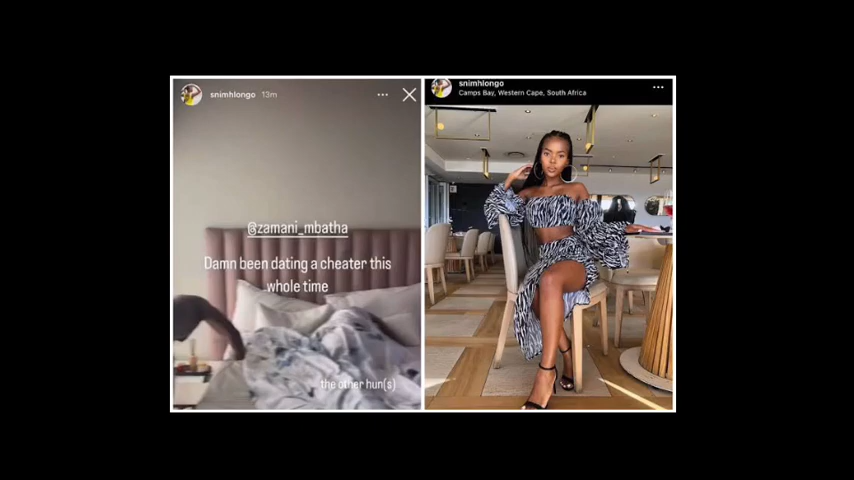 snimhlongo 13m
@zamani_mbatha
Damn been dating a cheater this
whole time
the other hun(s)
snimhlongo
Camps Bay, Western Cape, South Africa